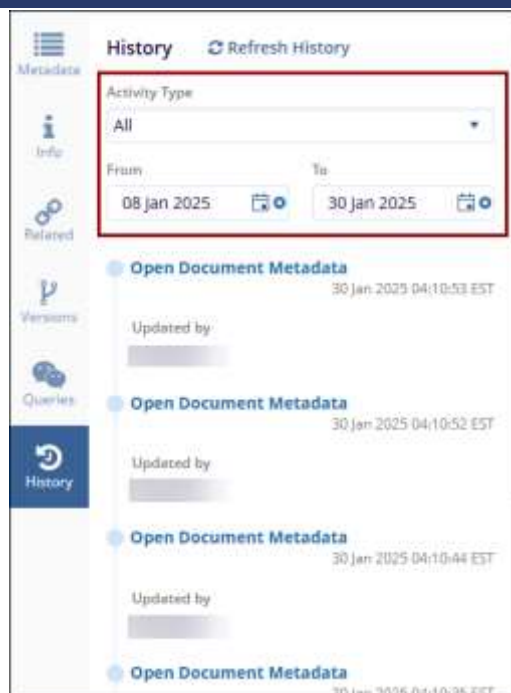 Metadata
Info
Related
Versions
Queries
History
History Refresh History
Activity Type
All
From To
08 Jan 2025 30 Jan 2025
Open Document Metadata
30 Jan 2025 04:10:53 EST
Updated by
Open Document Metadata
30 Jan 2025 04:10:52 EST
Updated by
Open Document Metadata
30 Jan 2025 04:10:44 EST
Updated by
Open Document Metadata